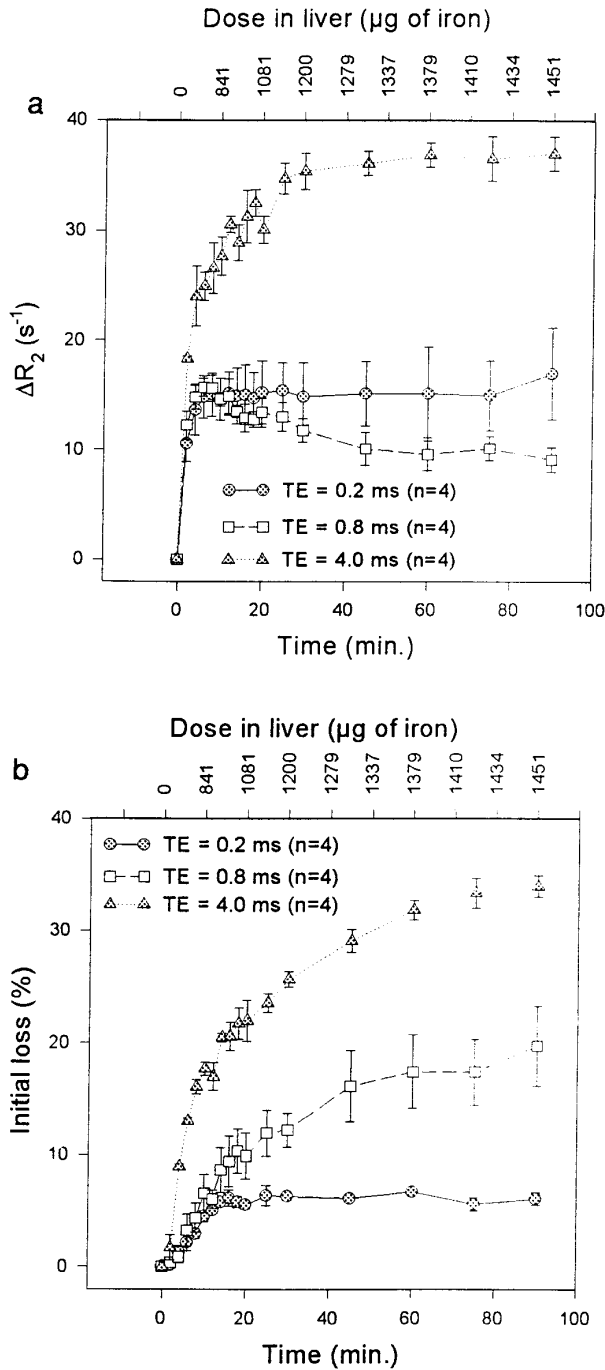 Dose in liver (µg of iron)
0 841 1081 1200 1279 1337 1379 1410 1434 1451
a
40
30
20
10
0
ΔR₂ (s⁻¹)
TE = 0.2 ms (n=4)
TE = 0.8 ms (n=4)
TE = 4.0 ms (n=4)
0 20 40 60 80 100
Time (min.)
Dose in liver (µg of iron)
b
0 841 1081 1200 1279 1337 1379 1410 1434 1451
40
30
20
10
0
Initial loss (%)
TE = 0.2 ms (n=4)
TE = 0.8 ms (n=4)
TE = 4.0 ms (n=4)
0 20 40 60 80 100
Time (min.)